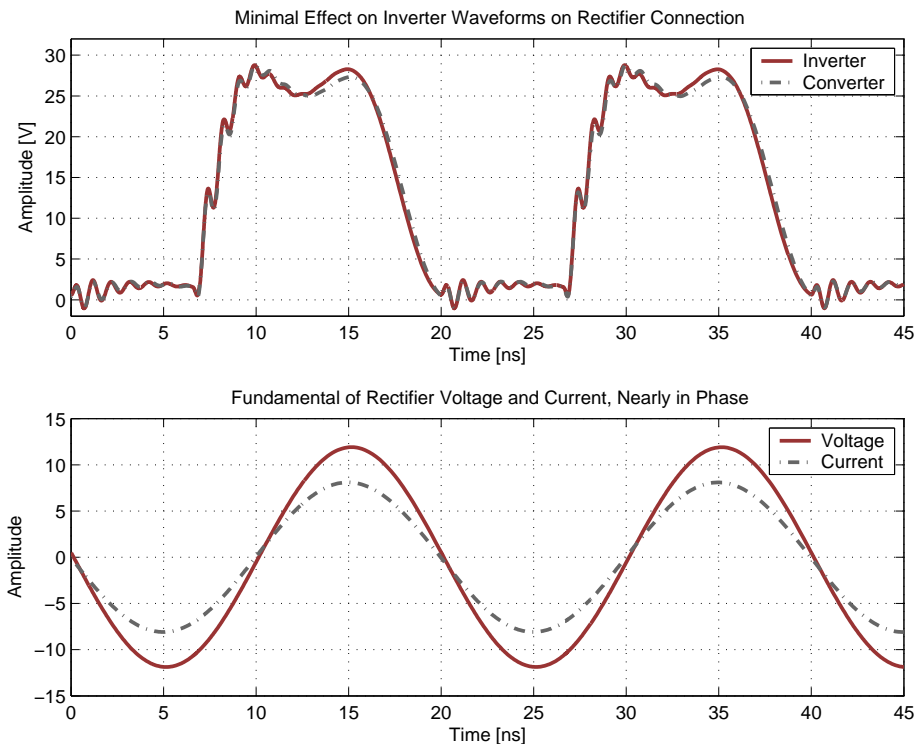 Minimal Effect on Inverter Waveforms on Rectifier Connection
30
25
20
15
10
5
0
Amplitude [V]
Inverter
Converter
0 5 10 15 20 25 30 35 40 45
Time [ns]
Fundamental of Rectifier Voltage and Current, Nearly in Phase
15
10
5
0
−5
−10
−15
Amplitude
Voltage
Current
0 5 10 15 20 25 30 35 40 45
Time [ns]